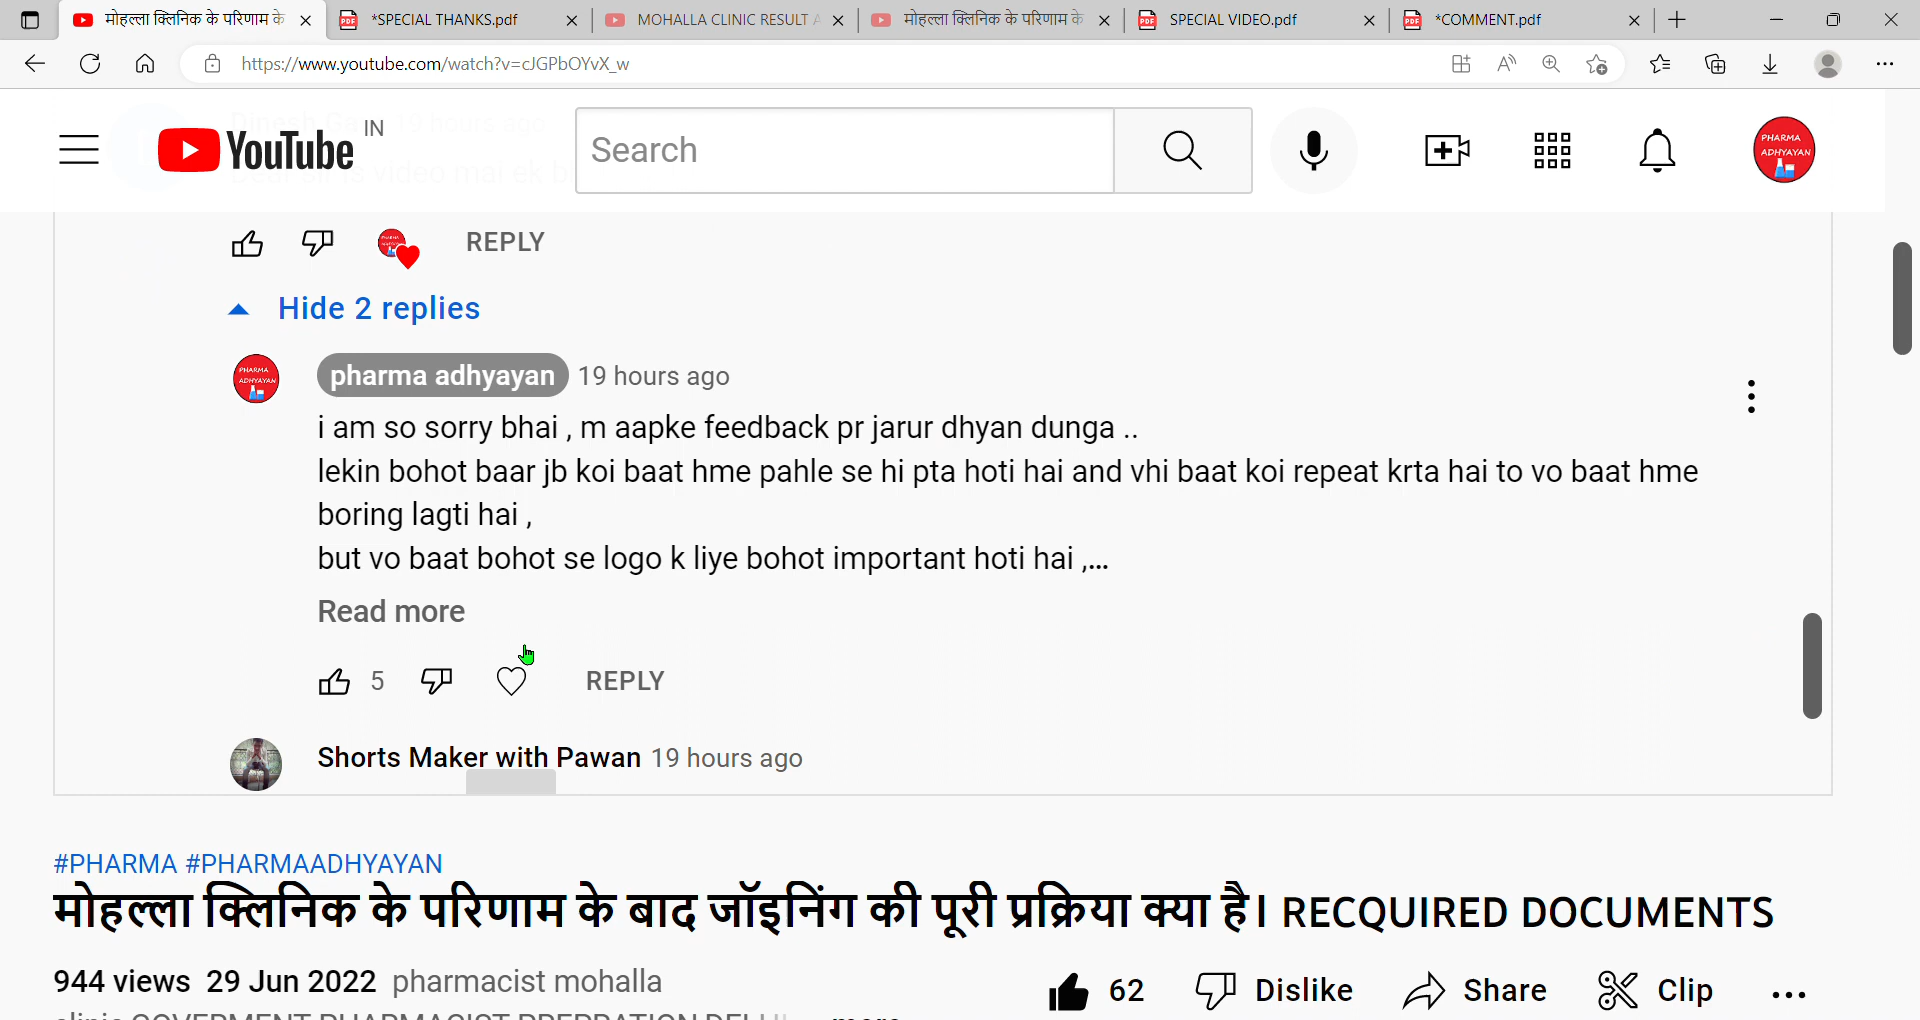 मोहल्ला क्लिनिक के परिणाम के
*SPECIAL THANKS.pdf
MOHALLA CLINIC RESULT A
मोहल्ला क्लिनिक के परिणाम के
SPECIAL VIDEO.pdf
*COMMENT.pdf
https://www.youtube.com/watch?v=cJGPbOYvX_w
YouTube IN
Search
PHARMA
ADHYAYAN
REPLY
Hide 2 replies
PHARMA
ADHYAYAN
pharma adhyayan 19 hours ago
i am so sorry bhai , m aapke feedback pr jarur dhyan dunga ..
lekin bohot baar jb koi baat hme pahle se hi pta hoti hai and vhi baat koi repeat krta hai to vo baat hme
boring lagti hai ,
but vo baat bohot se logo k liye bohot important hoti hai ,...
Read more
5 REPLY
Shorts Maker with Pawan 19 hours ago
#PHARMA #PHARMAADHYAYAN
मोहल्ला क्लिनिक के परिणाम के बाद जॉइनिंग की पूरी प्रक्रिया क्या है। RECQUIRED DOCUMENTS
944 views 29 Jun 2022 pharmacist mohalla
62 Dislike Share Clip